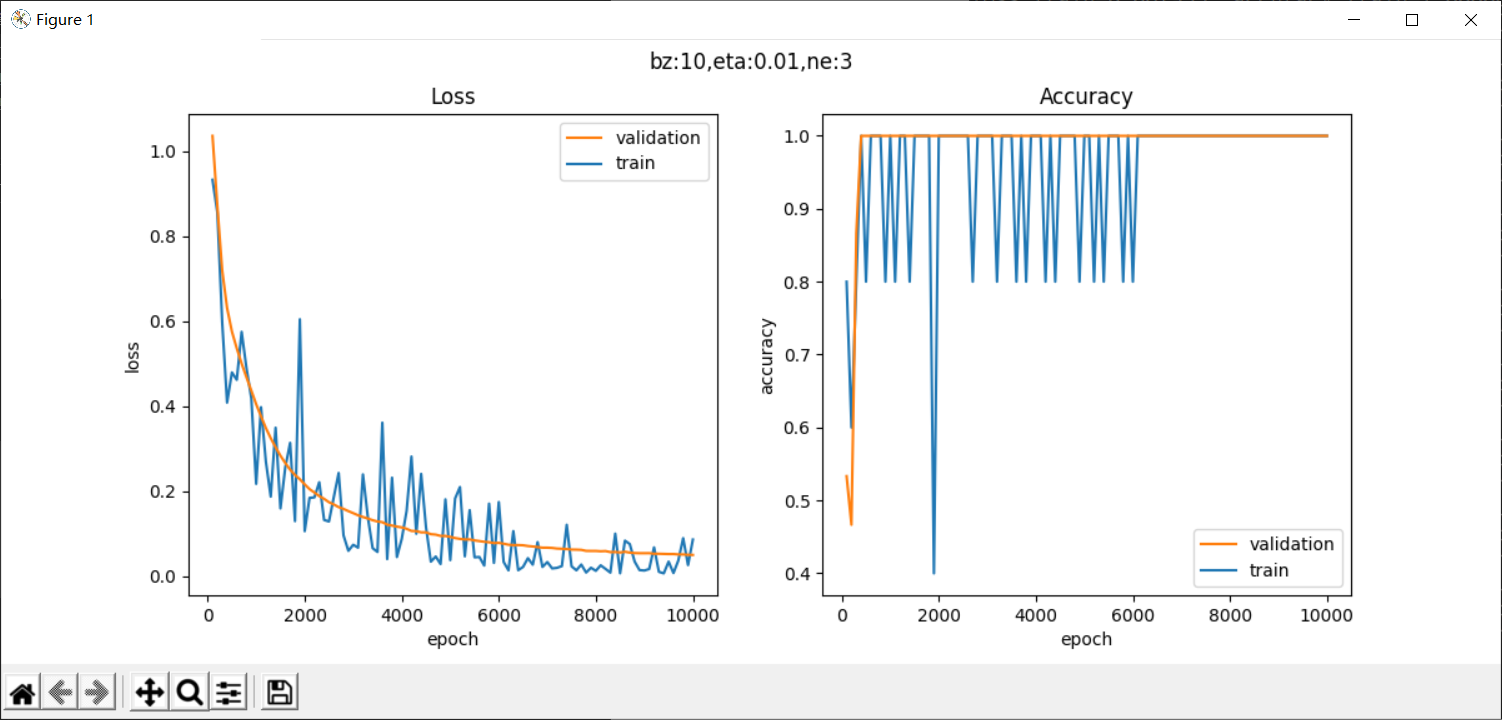 Figure 1
bz:10,eta:0.01,ne:3
Loss
validation
train
1.0
0.8
0.6
0.4
0.2
0.0
loss
0 2000 4000 6000 8000 10000
epoch
Accuracy
1.0
0.9
0.8
0.7
0.6
0.5
0.4
accuracy
validation
train
0 2000 4000 6000 8000 10000
epoch